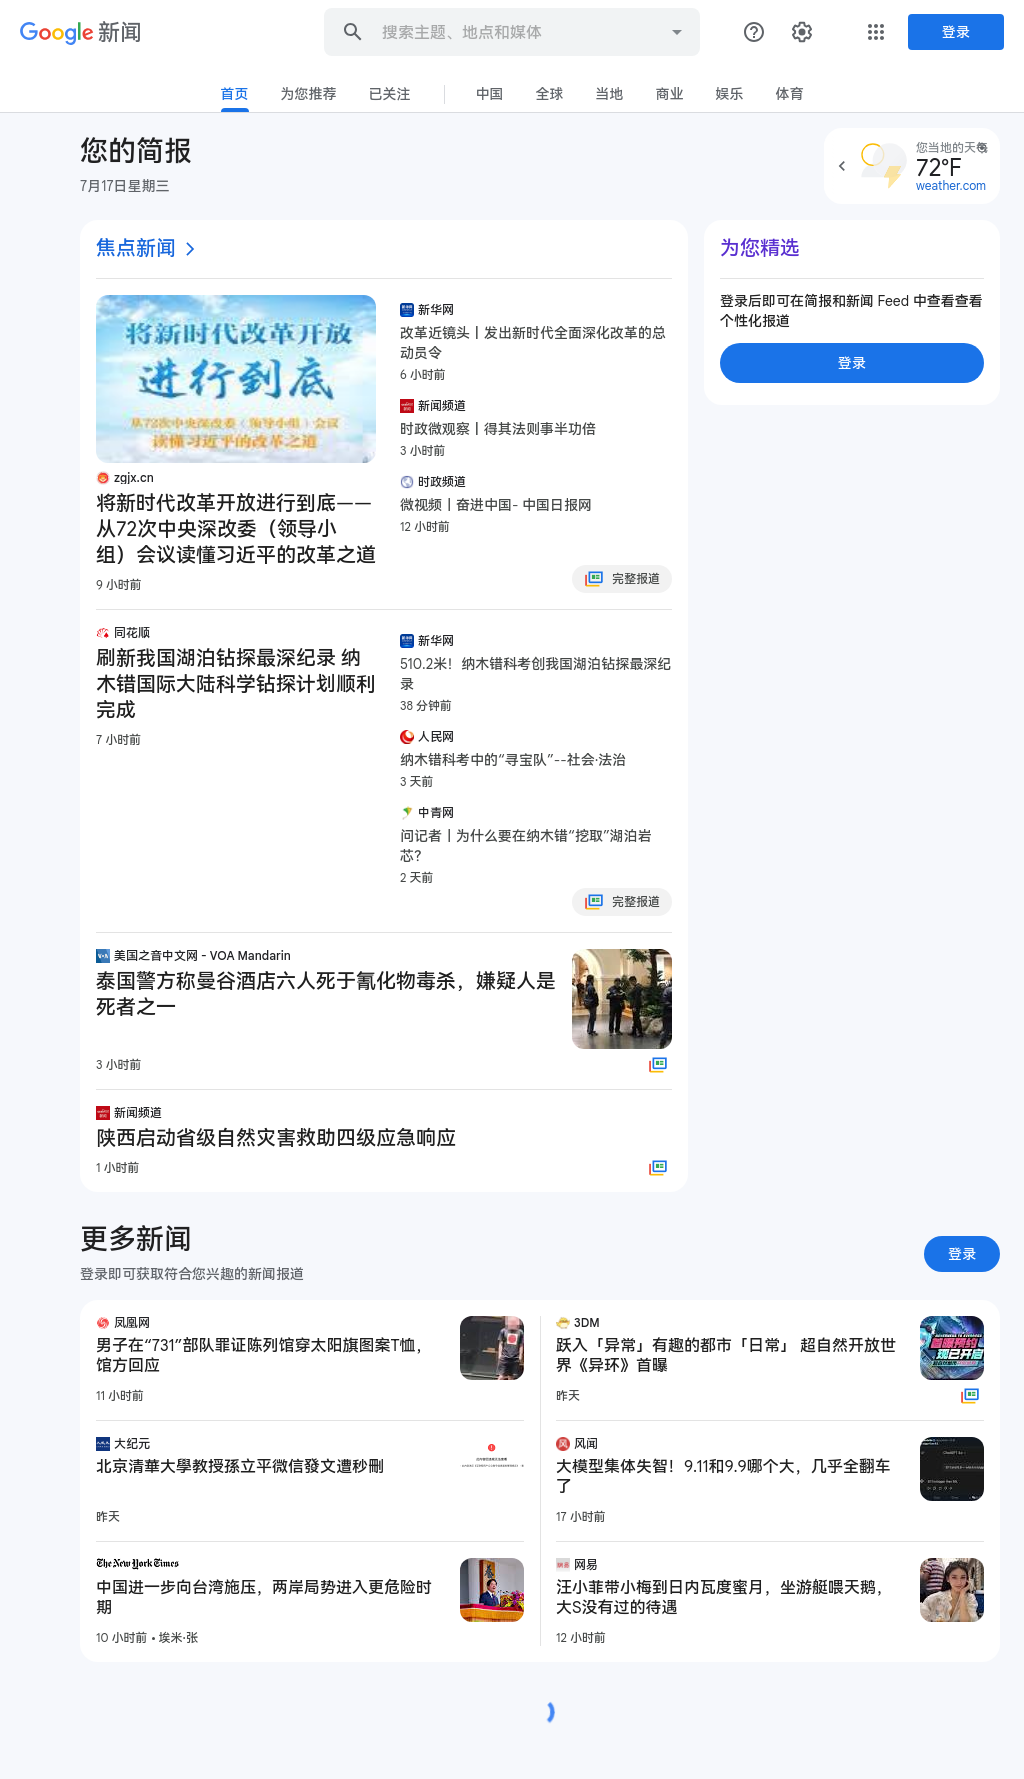 Google 新闻
搜索主题、地点和媒体
登录
首页
为您推荐
已关注
中国
全球
当地
商业
娱乐
体育
您的简报
7月17日星期三
您当地的天气
72°F
weather.com
焦点新闻
将新时代改革开放
进行到底
从72次中央深改委（领导小组）会议
读懂习近平的改革之道
zgjx.cn
将新时代改革开放进行到底——
从72次中央深改委（领导小
组）会议读懂习近平的改革之道
9 小时前
新华网
改革近镜头丨发出新时代全面深化改革的总
动员令
6 小时前
新闻频道
时政微观察丨得其法则事半功倍
3 小时前
时政频道
微视频丨奋进中国- 中国日报网
12 小时前
完整报道
为您精选
登录后即可在简报和新闻 Feed 中查看查看
个性化报道
登录
同花顺
刷新我国湖泊钻探最深纪录 纳
木错国际大陆科学钻探计划顺利
完成
7 小时前
新华网
510.2米！纳木错科考创我国湖泊钻探最深纪
录
38 分钟前
人民网
纳木错科考中的“寻宝队”--社会·法治
3 天前
中青网
问记者丨为什么要在纳木错“挖取”湖泊岩
芯?
2 天前
完整报道
美国之音中文网 - VOA Mandarin
泰国警方称曼谷酒店六人死于氰化物毒杀，嫌疑人是
死者之一
3 小时前
新闻频道
陕西启动省级自然灾害救助四级应急响应
1 小时前
更多新闻
登录即可获取符合您兴趣的新闻报道
登录
凤凰网
男子在“731”部队罪证陈列馆穿太阳旗图案T恤，
馆方回应
11 小时前
大纪元
北京清華大學教授孫立平微信發文遭秒刪
昨天
The New York Times
中国进一步向台湾施压，两岸局势进入更危险时
期
10 小时前 • 埃米·张
3DM
跃入「异常」有趣的都市「日常」 超自然开放世
界《异环》首曝
首曝预约
现已开启
昨天
风闻
大模型集体失智！9.11和9.9哪个大，几乎全翻车
了
17 小时前
网易
汪小菲带小梅到日内瓦度蜜月，坐游艇喂天鹅，
大S没有过的待遇
12 小时前